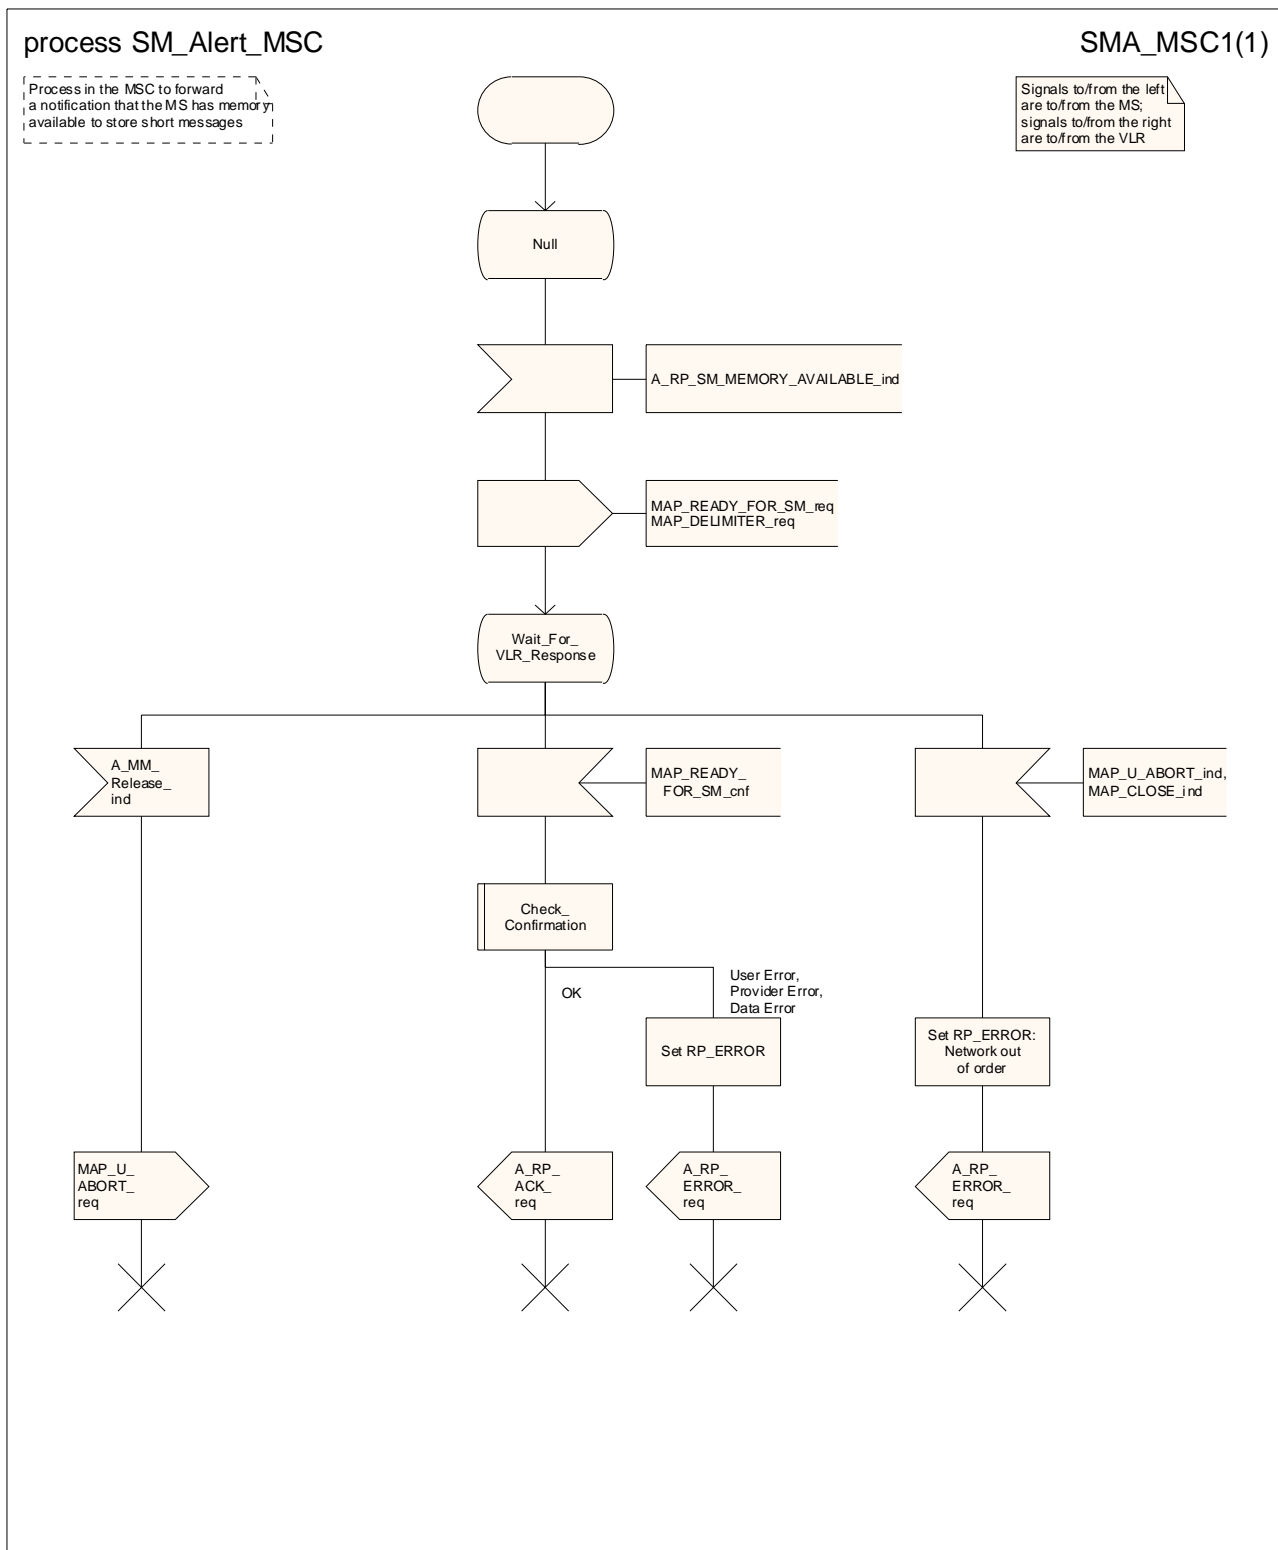 process SM_Alert_MSC
SMA_MSC1(1)
Process in the MSC to forward
a notification that the MS has memory
available to store short messages
Signals to/from the left
are to/from the MS;
signals to/from the right
are to/from the VLR
Null
A_RP_SM_MEMORY_AVAILABLE_ind
MAP_READY_FOR_SM_req
MAP_DELIMITER_req
Wait_For_
VLR_Response
A_MM_
Release_
ind
MAP_READY_
FOR_SM_cnf
MAP_U_ABORT_ind,
MAP_CLOSE_ind
Check_
Confirmation
OK
User Error,
Provider Error,
Data Error
Set RP_ERROR
Set RP_ERROR:
Network out
of order
MAP_U_
ABORT_
req
A_RP_
ACK_
req
A_RP_
ERROR_
req
A_RP_
ERROR_
req